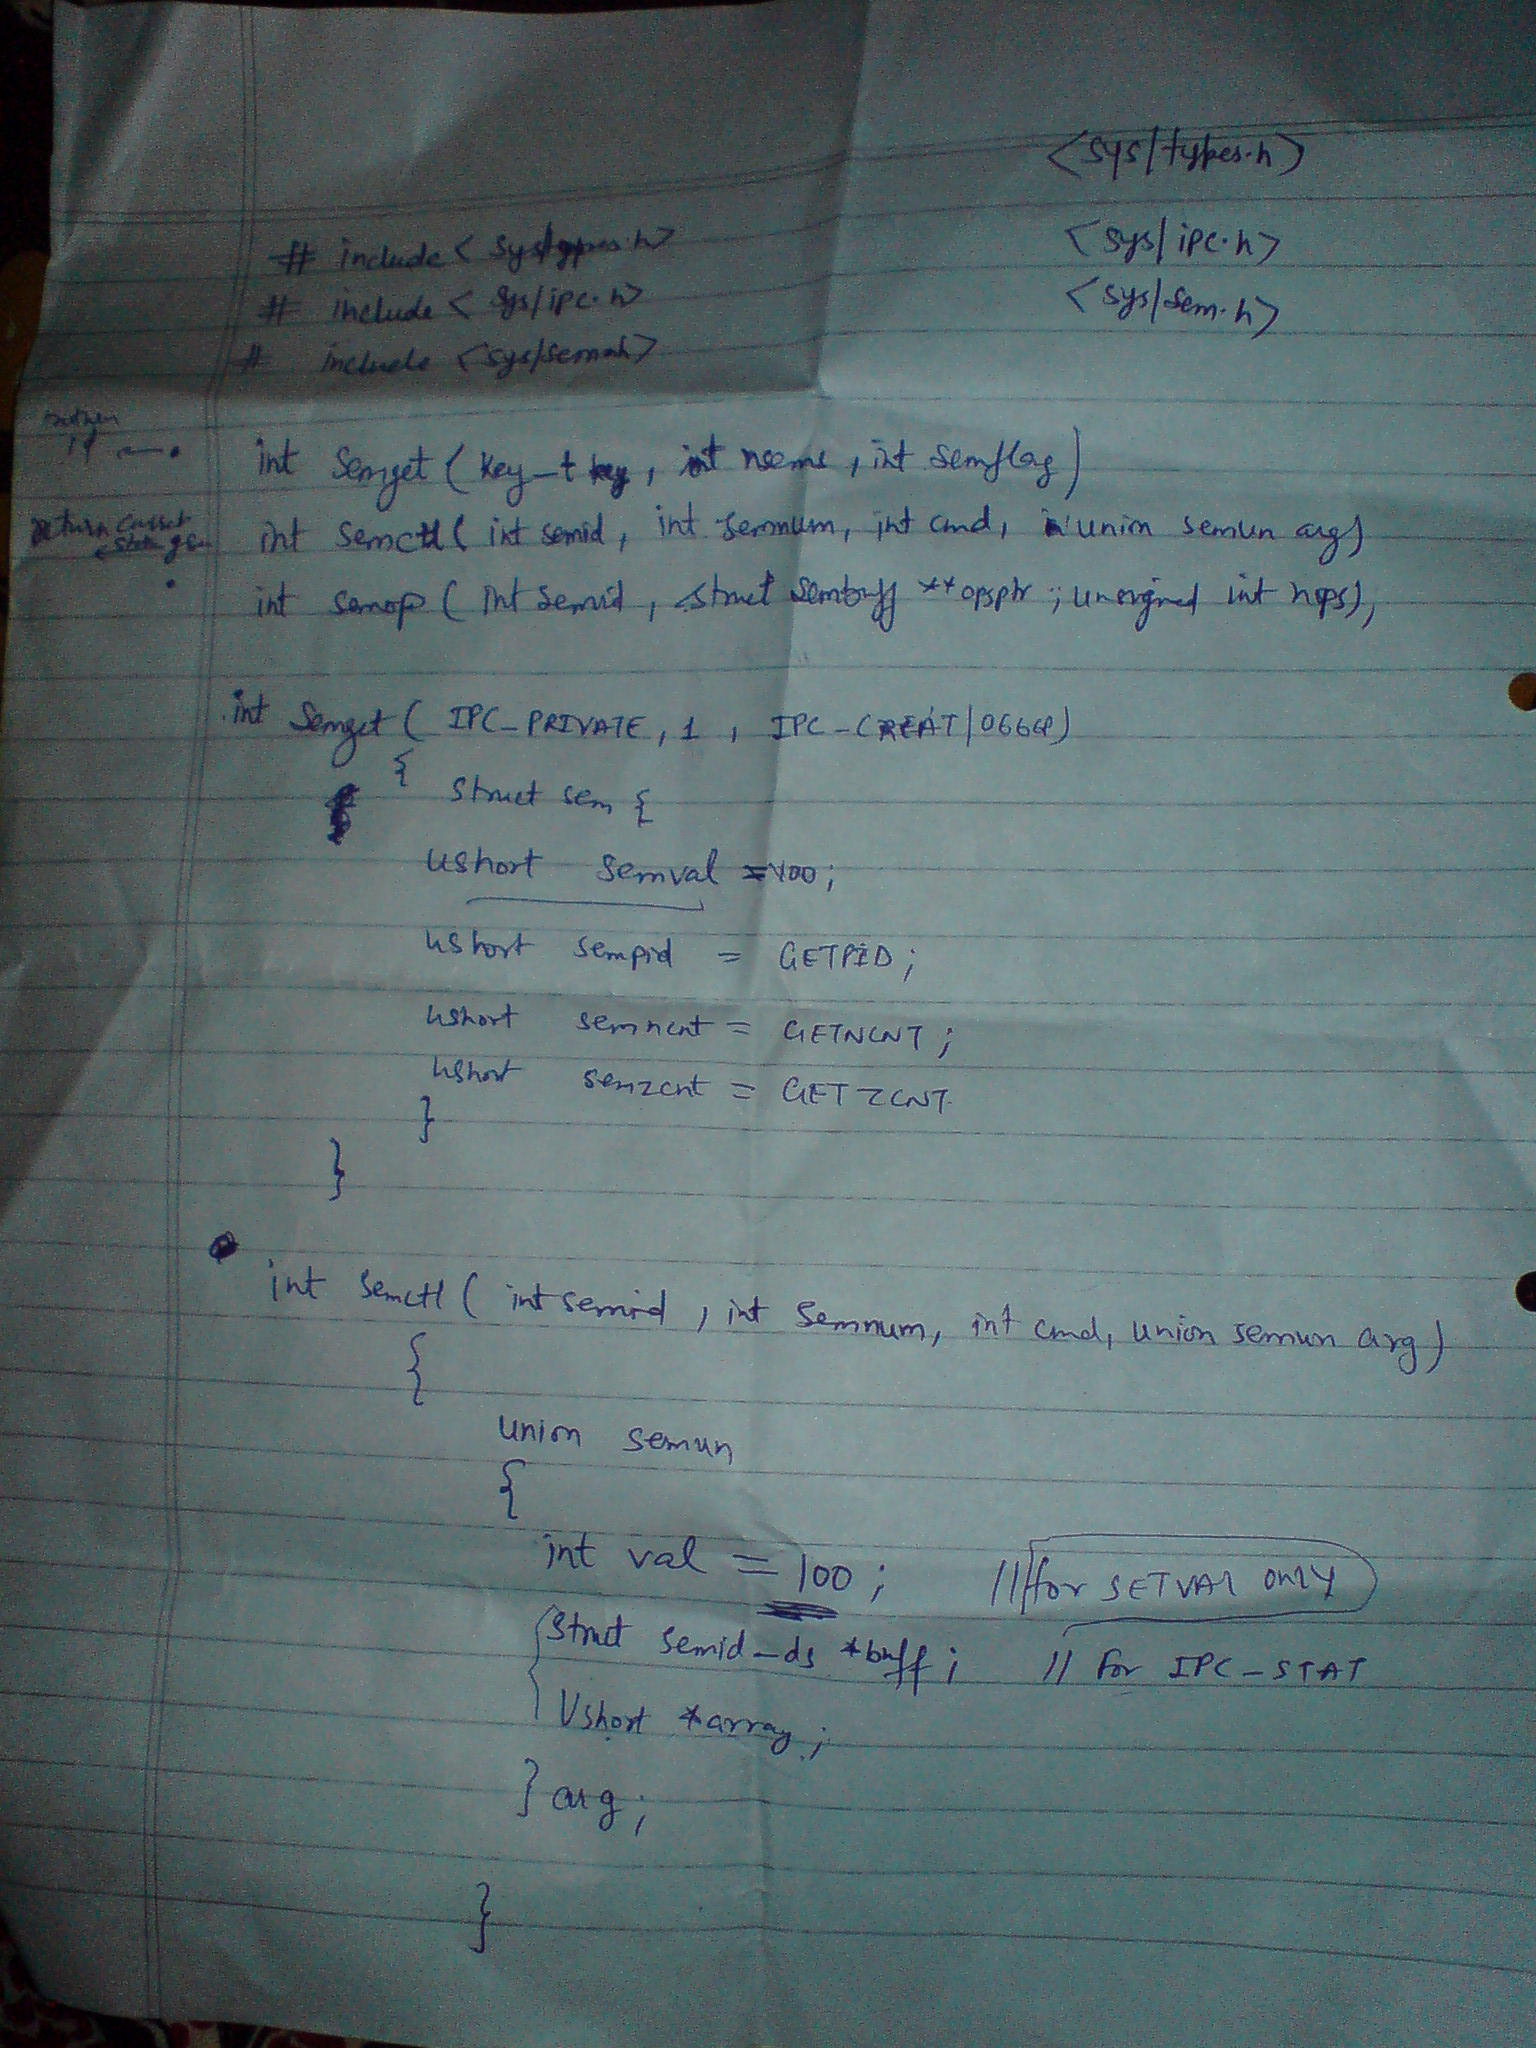 <sys/types.h>
# include < sys/types.h>
<sys/ipc.h>
# include < sys/ipc.h>
<sys/sem.h>
# include <sys/semah>
int semget ( key_t key, int nsems, int semflag)
return
int semctl ( int semid, int semnum, int cmd, union semun arg)
int semop ( int semid, struct sembuff **opsptr ; unsigned int nops),
int semget ( IPC_PRIVATE, 1, IPC_CREAT|0666)
{ struct sem {
ushort semval = 100;
ushort sempid = GETPID;
ushort semncnt = GETNCNT;
ushort semzcnt = GETZCNT.
}
}
int semctl ( int semid, int semnum, int cmd, union semun arg)
{
union semun
{
int val = 100; // for SETVAL ONLY
struct semid_ds *buff; // for IPC_STAT
Ushort *array;
} arg;
}